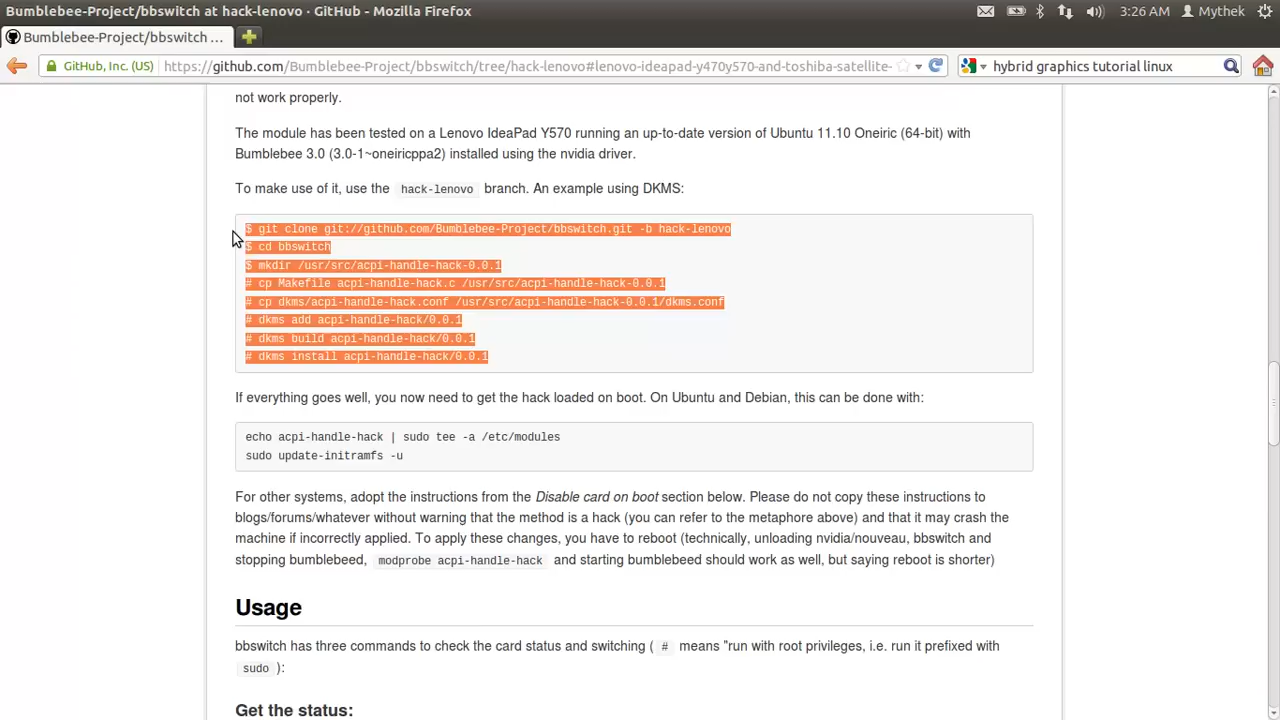 Bumblebee-Project/bbswitch at hack-lenovo · GitHub - Mozilla Firefox
3:26 AM
Mythek
Bumblebee-Project/bbswitch ...
GitHub, Inc. (US)
https://github.com/Bumblebee-Project/bbswitch/tree/hack-lenovo#lenovo-ideapad-y470y570-and-toshiba-satellite-
hybrid graphics tutorial linux
not work properly.
The module has been tested on a Lenovo IdeaPad Y570 running an up-to-date version of Ubuntu 11.10 Oneiric (64-bit) with
Bumblebee 3.0 (3.0-1~oneiricppa2) installed using the nvidia driver.
To make use of it, use the hack-lenovo branch. An example using DKMS:
$ git clone git://github.com/Bumblebee-Project/bbswitch.git -b hack-lenovo
$ cd bbswitch
$ mkdir /usr/src/acpi-handle-hack-0.0.1
# cp Makefile acpi-handle-hack.c /usr/src/acpi-handle-hack-0.0.1
# cp dkms/acpi-handle-hack.conf /usr/src/acpi-handle-hack-0.0.1/dkms.conf
# dkms add acpi-handle-hack/0.0.1
# dkms build acpi-handle-hack/0.0.1
# dkms install acpi-handle-hack/0.0.1
If everything goes well, you now need to get the hack loaded on boot. On Ubuntu and Debian, this can be done with:
echo acpi-handle-hack | sudo tee -a /etc/modules
sudo update-initramfs -u
For other systems, adopt the instructions from the Disable card on boot section below. Please do not copy these instructions to
blogs/forums/whatever without warning that the method is a hack (you can refer to the metaphore above) and that it may crash the
machine if incorrectly applied. To apply these changes, you have to reboot (technically, unloading nvidia/nouveau, bbswitch and
stopping bumblebeed, modprobe acpi-handle-hack and starting bumblebeed should work as well, but saying reboot is shorter)
Usage
bbswitch has three commands to check the card status and switching ( # means "run with root privileges, i.e. run it prefixed with
sudo ):
Get the status: